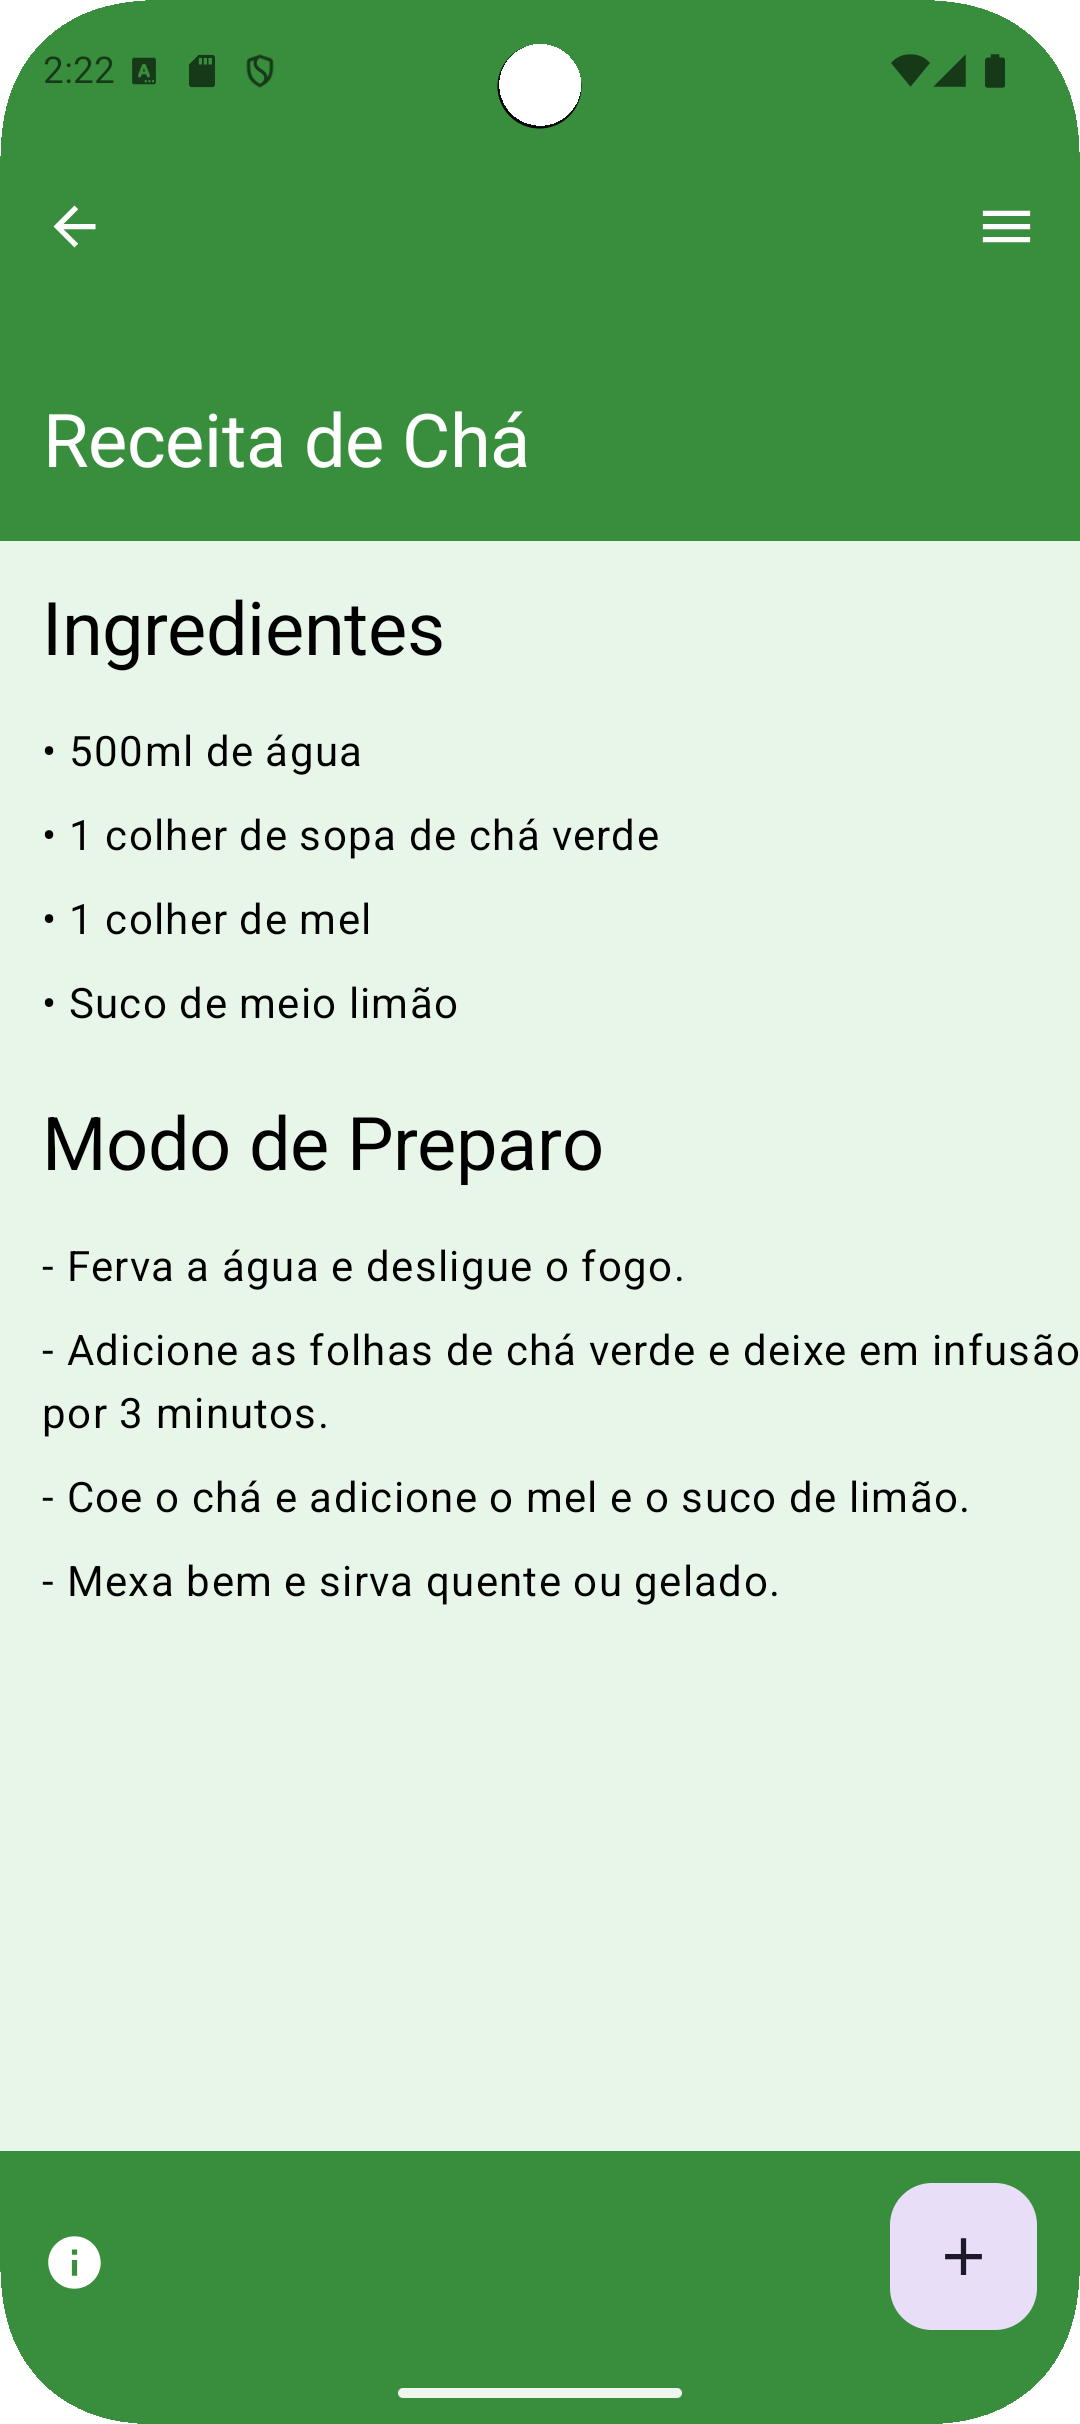 2:22
Receita de Chá
Ingredientes
• 500ml de água
• 1 colher de sopa de chá verde
• 1 colher de mel
• Suco de meio limão
Modo de Preparo
- Ferva a água e desligue o fogo.
- Adicione as folhas de chá verde e deixe em infusão
por 3 minutos.
- Coe o chá e adicione o mel e o suco de limão.
- Mexa bem e sirva quente ou gelado.